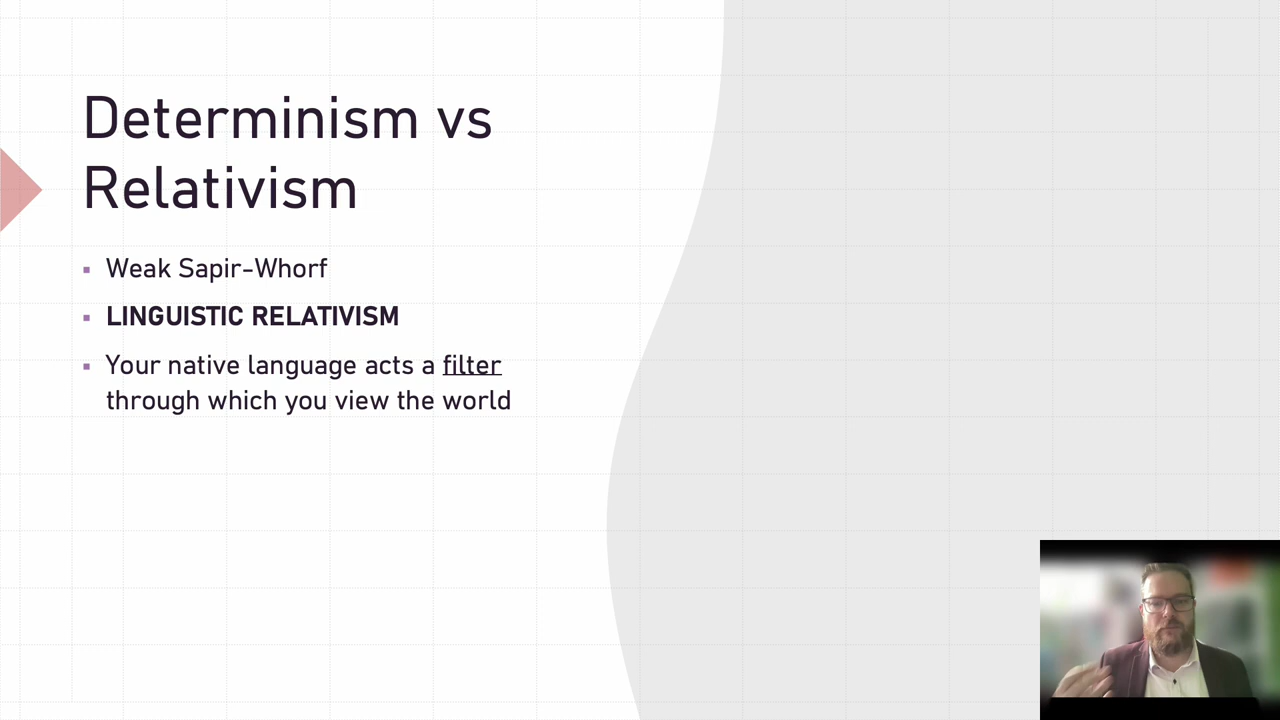 Determinism vs
Relativism
▪ Weak Sapir-Whorf
▪ LINGUISTIC RELATIVISM
▪ Your native language acts a filter
through which you view the world